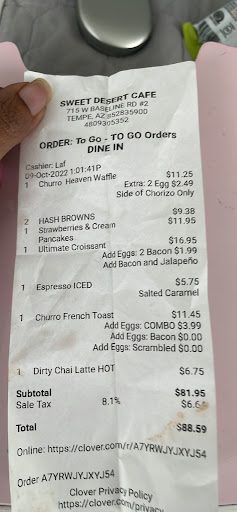 SWEET DESERT CAFE
715 W BASELINE RD #2
TEMPE, AZ 852835900
4809305352
ORDER: To Go - TO GO Orders
DINE IN
Cashier: Laf
09-Oct-2022 1:01:41P
1 Churro Heaven Waffle $11.25
Extra: 2 Egg $2.49
Side of Chorizo Only
2 HASH BROWNS $9.38
1 Strawberries & Cream Pancakes $11.95
1 Ultimate Croissant $16.95
Add Eggs: 2 Bacon $1.99
Add Bacon and Jalapeño
1 Espresso ICED $5.75
Salted Caramel
1 Churro French Toast $11.45
Add Eggs: COMBO $3.99
Add Eggs: Bacon $0.00
Add Eggs: Scrambled $0.00
1 Dirty Chai Latte HOT $6.75
Subtotal $81.95
Sale Tax 8.1% $6.64
Total $88.59
Online: https://clover.com/r/A7YRWJYJXYJ54
Order A7YRWJYJXYJ54
Clover Privacy Policy
https://clover.com/privacy